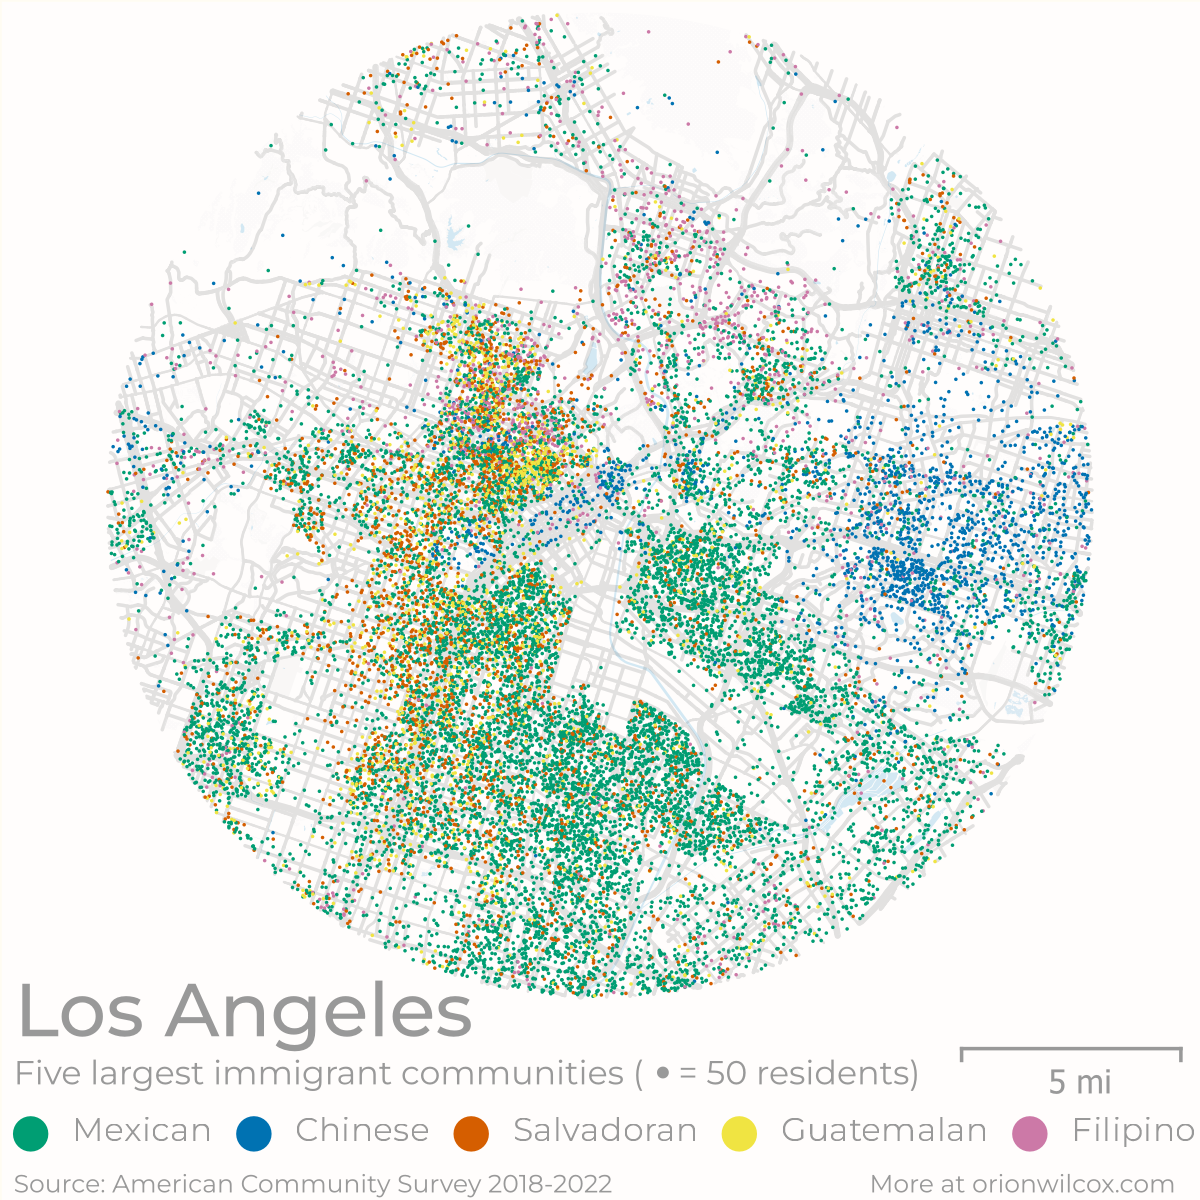 Los Angeles
Five largest immigrant communities ( • = 50 residents)
5 mi
Mexican Chinese Salvadoran Guatemalan Filipino
Source: American Community Survey 2018-2022 More at orionwilcox.com